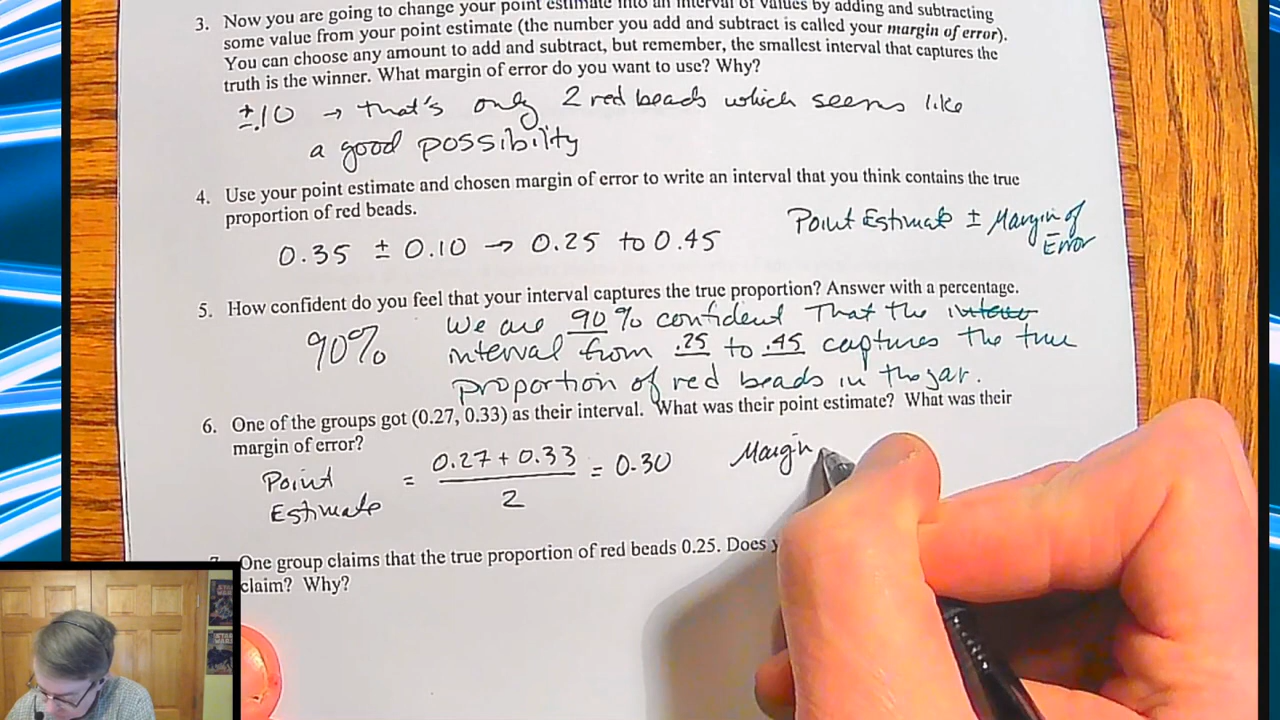 3. Now you are going to change your point estimate into an interval of values by adding and subtracting
some value from your point estimate (the number you add and subtract is called your margin of error).
You can choose any amount to add and subtract, but remember, the smallest interval that captures the
truth is the winner. What margin of error do you want to use? Why?
± .10 → that's only 2 red beads which seems like
a good possibility
4. Use your point estimate and chosen margin of error to write an interval that you think contains the true
proportion of red beads.
Point Estimate ± Margin of
Error
0.35 ± 0.10 → 0.25 to 0.45
5. How confident do you feel that your interval captures the true proportion? Answer with a percentage.
90%
We are 90% confident that the
interval from .25 to .45 captures the true
proportion of red beads in the jar.
6. One of the groups got (0.27, 0.33) as their interval. What was their point estimate? What was their
margin of error?
Point
Estimate
= 0.27 + 0.33 = 0.30
2
Margin
7. One group claims that the true proportion of red beads 0.25. Does
claim? Why?
STAR
WARS